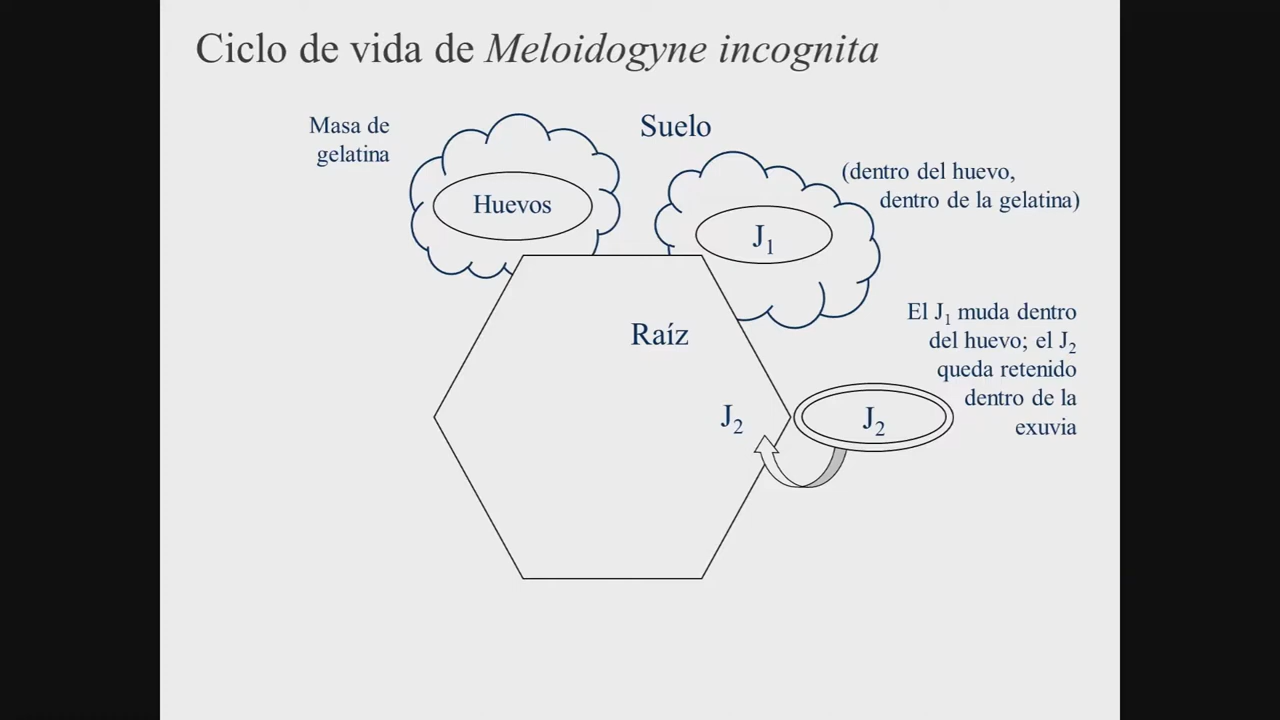 Ciclo de vida de Meloidogyne incognita
Masa de
gelatina
Huevos
Suelo
J₁
(dentro del huevo,
dentro de la gelatina)
Raíz
El J₁ muda dentro
del huevo; el J₂
queda retenido
dentro de la
exuvia
J₂
J₂